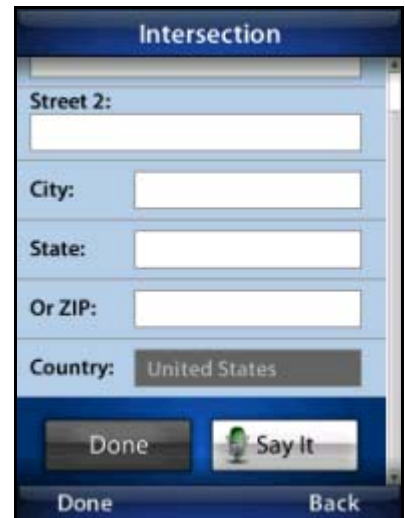 Intersection
Street 2:
City:
State:
Or ZIP:
Country: United States
Done Say It
Done Back